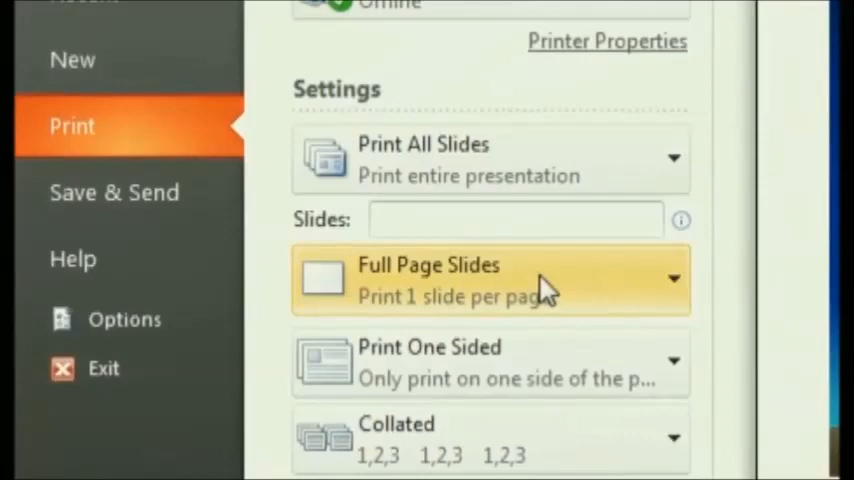 New
Print
Save & Send
Help
Options
Exit
Printer Properties
Settings
Print All Slides
Print entire presentation
Slides:
Full Page Slides
Print 1 slide per pag
Print One Sided
Only print on one side of the p...
Collated
1,2,3 1,2,3 1,2,3